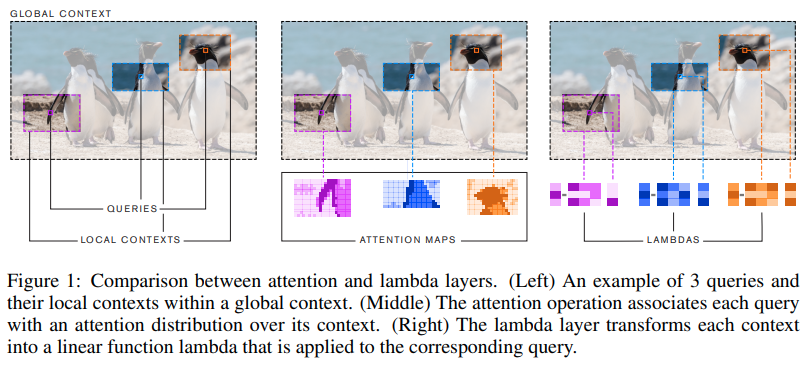 GLOBAL CONTEXT
QUERIES
LOCAL CONTEXTS
ATTENTION MAPS
LAMBDAS
Figure 1: Comparison between attention and lambda layers. (Left) An example of 3 queries and
their local contexts within a global context. (Middle) The attention operation associates each query
with an attention distribution over its context. (Right) The lambda layer transforms each context
into a linear function lambda that is applied to the corresponding query.